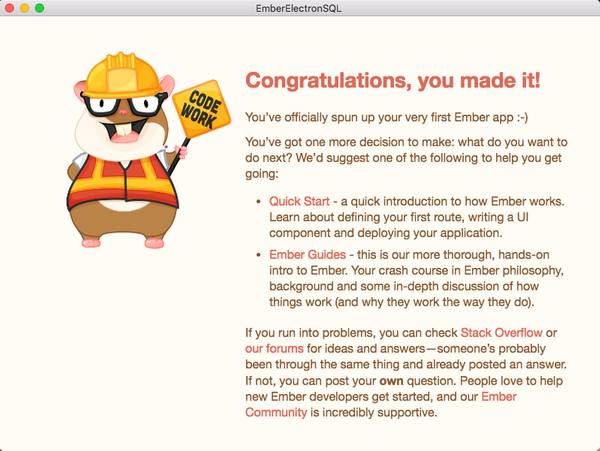 EmberElectronSQL
CODE
WORK
Congratulations, you made it!
You've officially spun up your very first Ember app :-)
You've got one more decision to make: what do you want to
do next? We'd suggest one of the following to help you get
going:
• Quick Start - a quick introduction to how Ember works.
Learn about defining your first route, writing a UI
component and deploying your application.
• Ember Guides - this is our more thorough, hands-on
intro to Ember. Your crash course in Ember philosophy,
background and some in-depth discussion of how
things work (and why they work the way they do).
If you run into problems, you can check Stack Overflow or
our forums for ideas and answers—someone's probably
been through the same thing and already posted an answer.
If not, you can post your own question. People love to help
new Ember developers get started, and our Ember
Community is incredibly supportive.